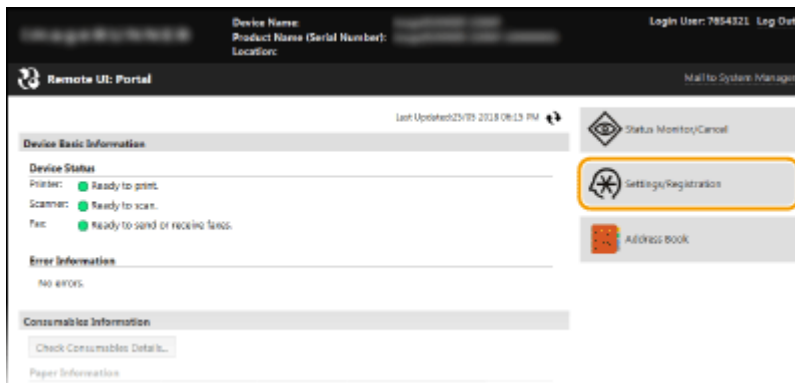 Device Name:
Product Name (Serial Number):
Location:
Login User: 7654321 Log Out
Remote UI: Portal
Mail to System Manager
Last Updated:25/05 2018 06:15 PM
Device Basic Information
Device Status
Printer: Ready to print.
Scanner: Ready to scan.
Fax: Ready to send or receive faxes.
Error Information
No errors.
Consumables Information
Check Consumables Details...
Paper Information
Status Monitor/Cancel
Settings/Registration
Address Book